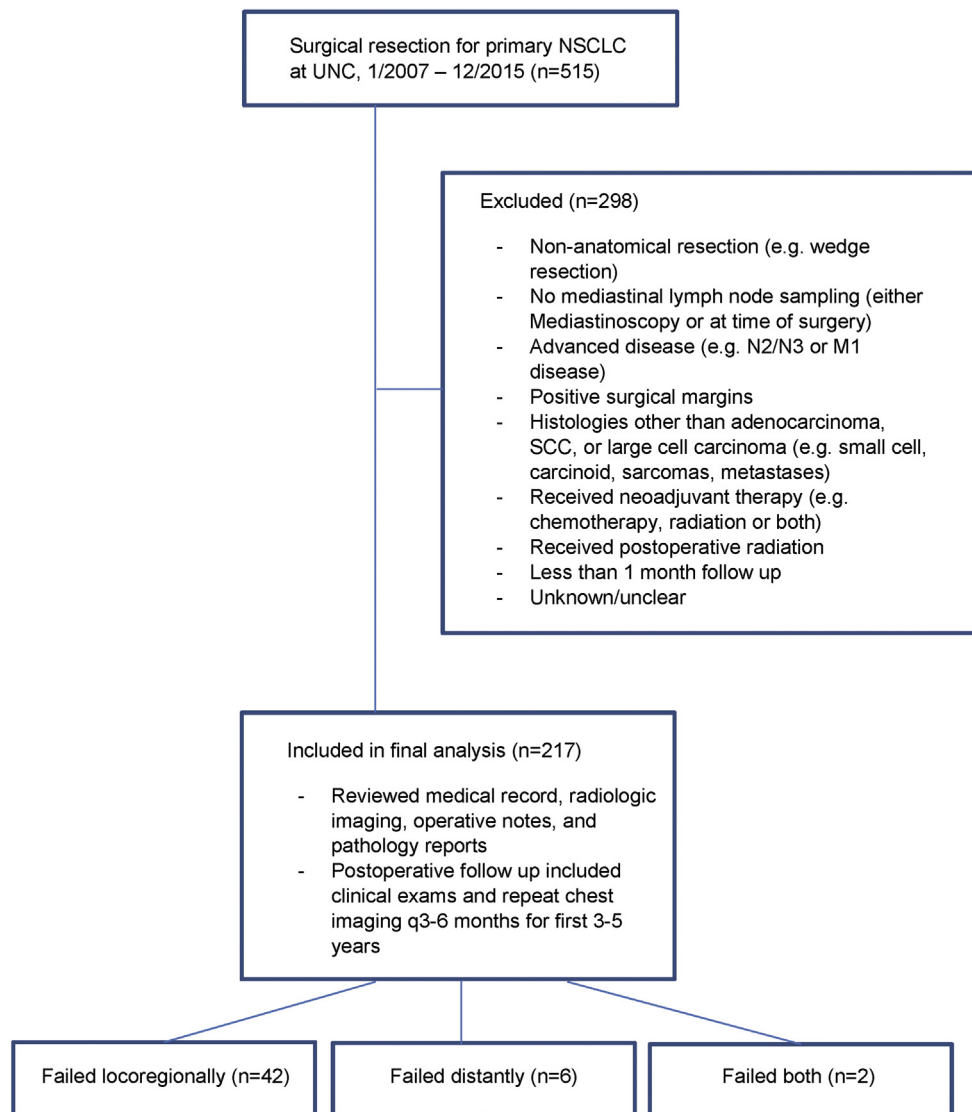 Surgical resection for primary NSCLC
at UNC, 1/2007 – 12/2015 (n=515)
Excluded (n=298)
- Non-anatomical resection (e.g. wedge
resection)
- No mediastinal lymph node sampling (either
Mediastinoscopy or at time of surgery)
- Advanced disease (e.g. N2/N3 or M1
disease)
- Positive surgical margins
- Histologies other than adenocarcinoma,
SCC, or large cell carcinoma (e.g. small cell,
carcinoid, sarcomas, metastases)
- Received neoadjuvant therapy (e.g.
chemotherapy, radiation or both)
- Received postoperative radiation
- Less than 1 month follow up
- Unknown/unclear
Included in final analysis (n=217)
- Reviewed medical record, radiologic
imaging, operative notes, and
pathology reports
- Postoperative follow up included
clinical exams and repeat chest
imaging q3-6 months for first 3-5
years
Failed locoregionally (n=42)
Failed distantly (n=6)
Failed both (n=2)